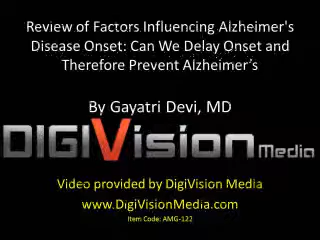 Review of Factors Influencing Alzheimer's
Disease Onset: Can We Delay Onset and
Therefore Prevent Alzheimer's
By Gayatri Devi, MD
DIGIVision Media
Video provided by DigiVision Media
www.DigiVisionMedia.com
Item Code: AMG-122